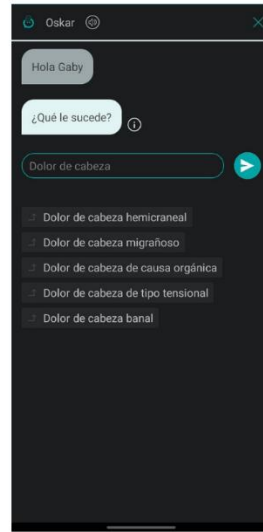 Oskar
Hola Gaby
¿Qué le sucede?
Dolor de cabeza
Dolor de cabeza hemicraneal
Dolor de cabeza migrañoso
Dolor de cabeza de causa orgánica
Dolor de cabeza de tipo tensional
Dolor de cabeza banal